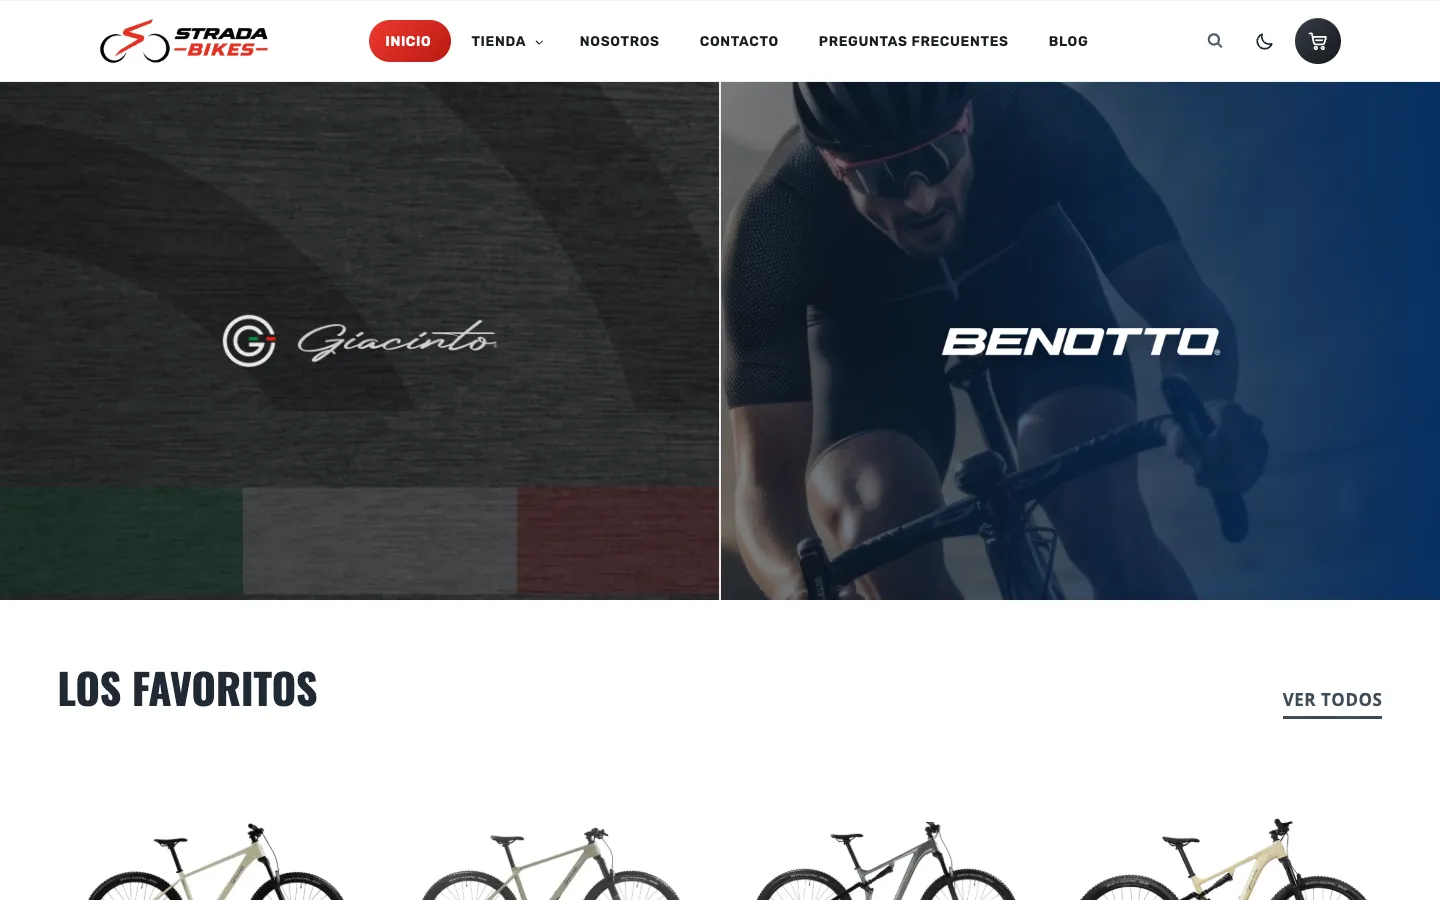 STRADA
BIKES
INICIO
TIENDA
NOSOTROS
CONTACTO
PREGUNTAS FRECUENTES
BLOG
G Giacinto
BENOTTO®
LOS FAVORITOS
VER TODOS